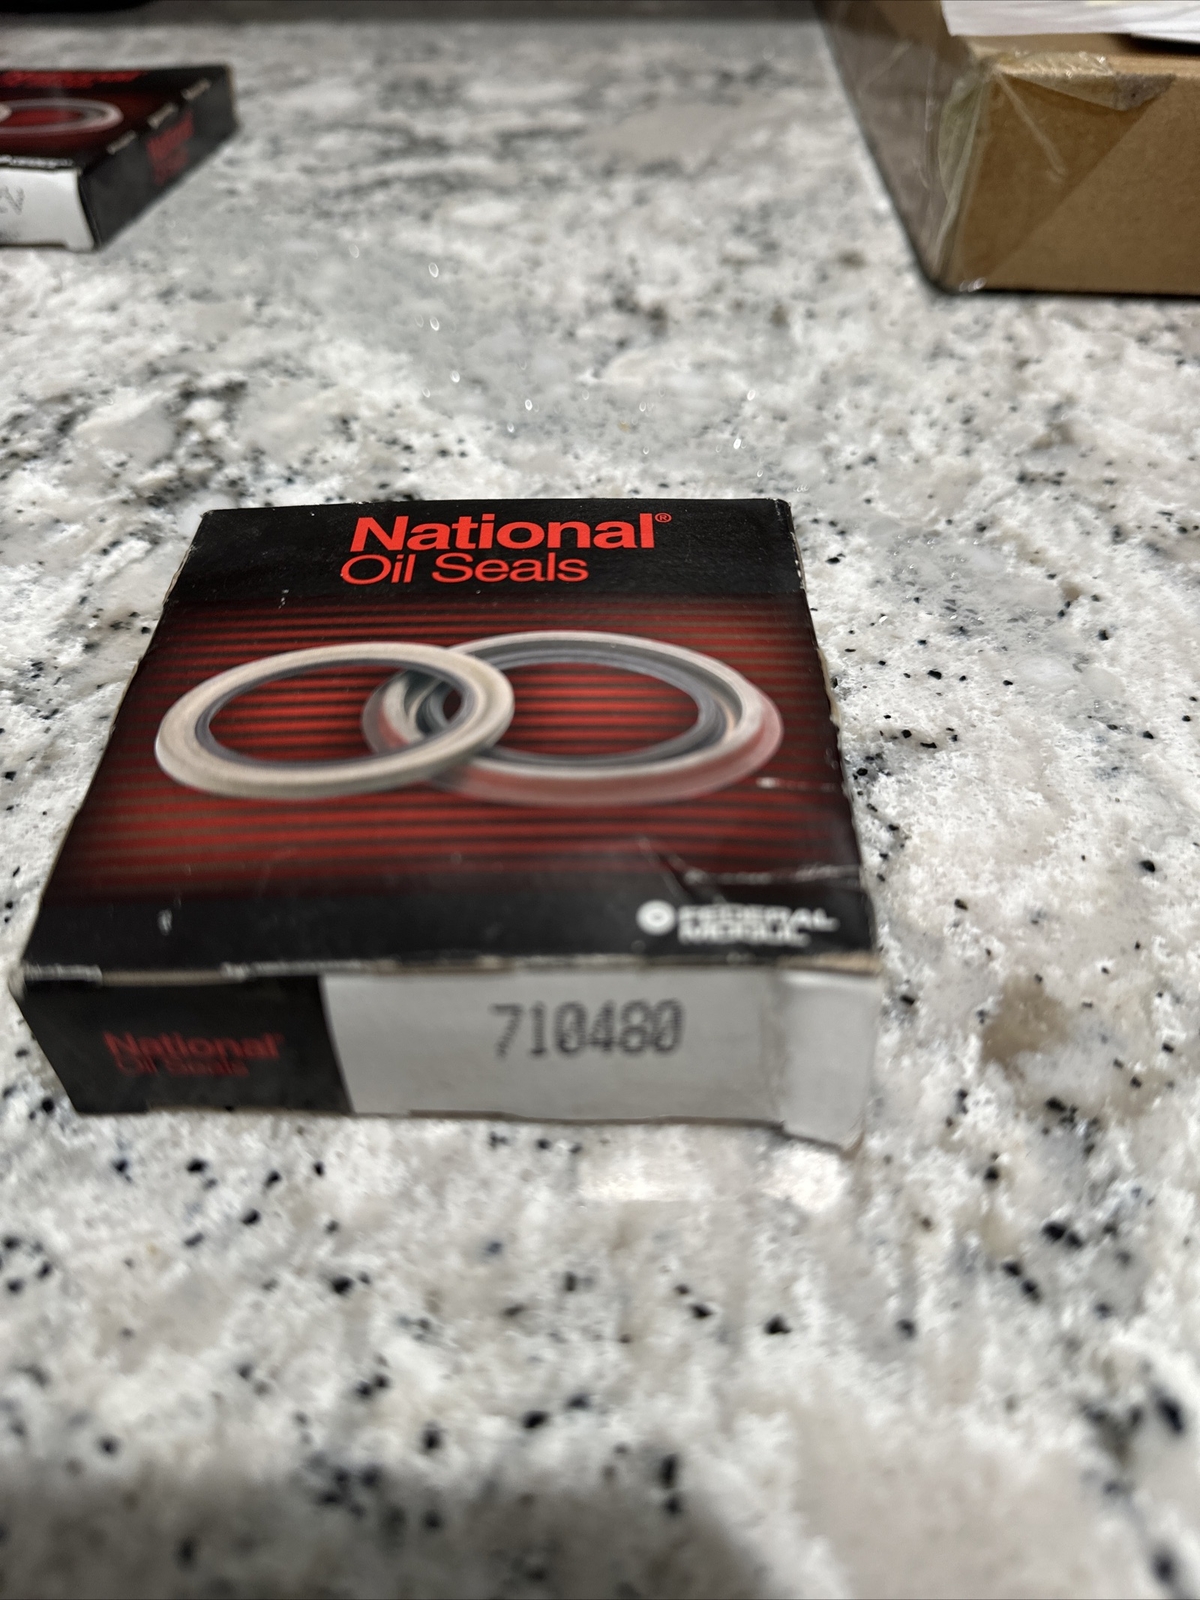 National®
Oil Seals
FEDERAL
MOGUL
National®
Oil Seals
710480